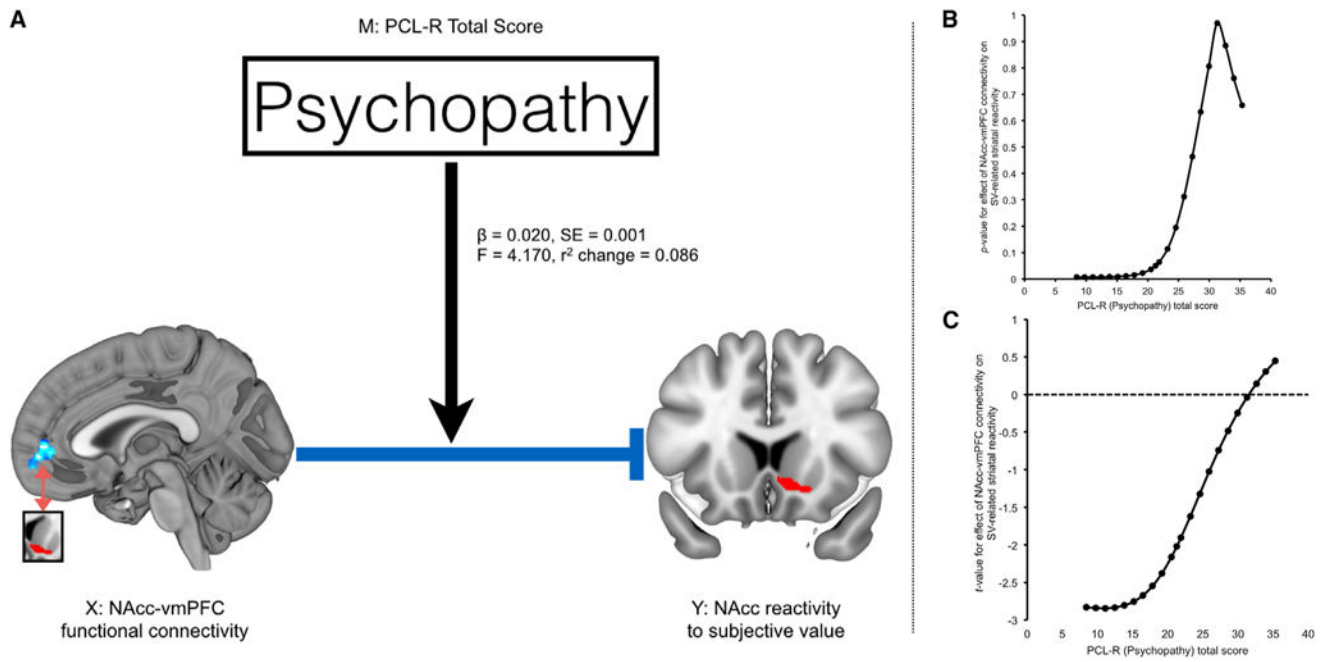 A
M: PCL-R Total Score
Psychopathy
β = 0.020, SE = 0.001
F = 4.170, r² change = 0.086
X: NAcc-vmPFC
functional connectivity
Y: NAcc reactivity
to subjective value
B
p-value for effect of NAcc-vmPFC connectivity on
SV-related striatal reactivity
1
0.9
0.8
0.7
0.6
0.5
0.4
0.3
0.2
0.1
0
0 5 10 15 20 25 30 35 40
PCL-R (Psychopathy) total score
C
t-value for effect of NAcc-vmPFC connectivity on
SV-related striatal reactivity
1
0.5
0
-0.5
-1
-1.5
-2
-2.5
-3
0 5 10 15 20 25 30 35 40
PCL-R (Psychopathy) total score